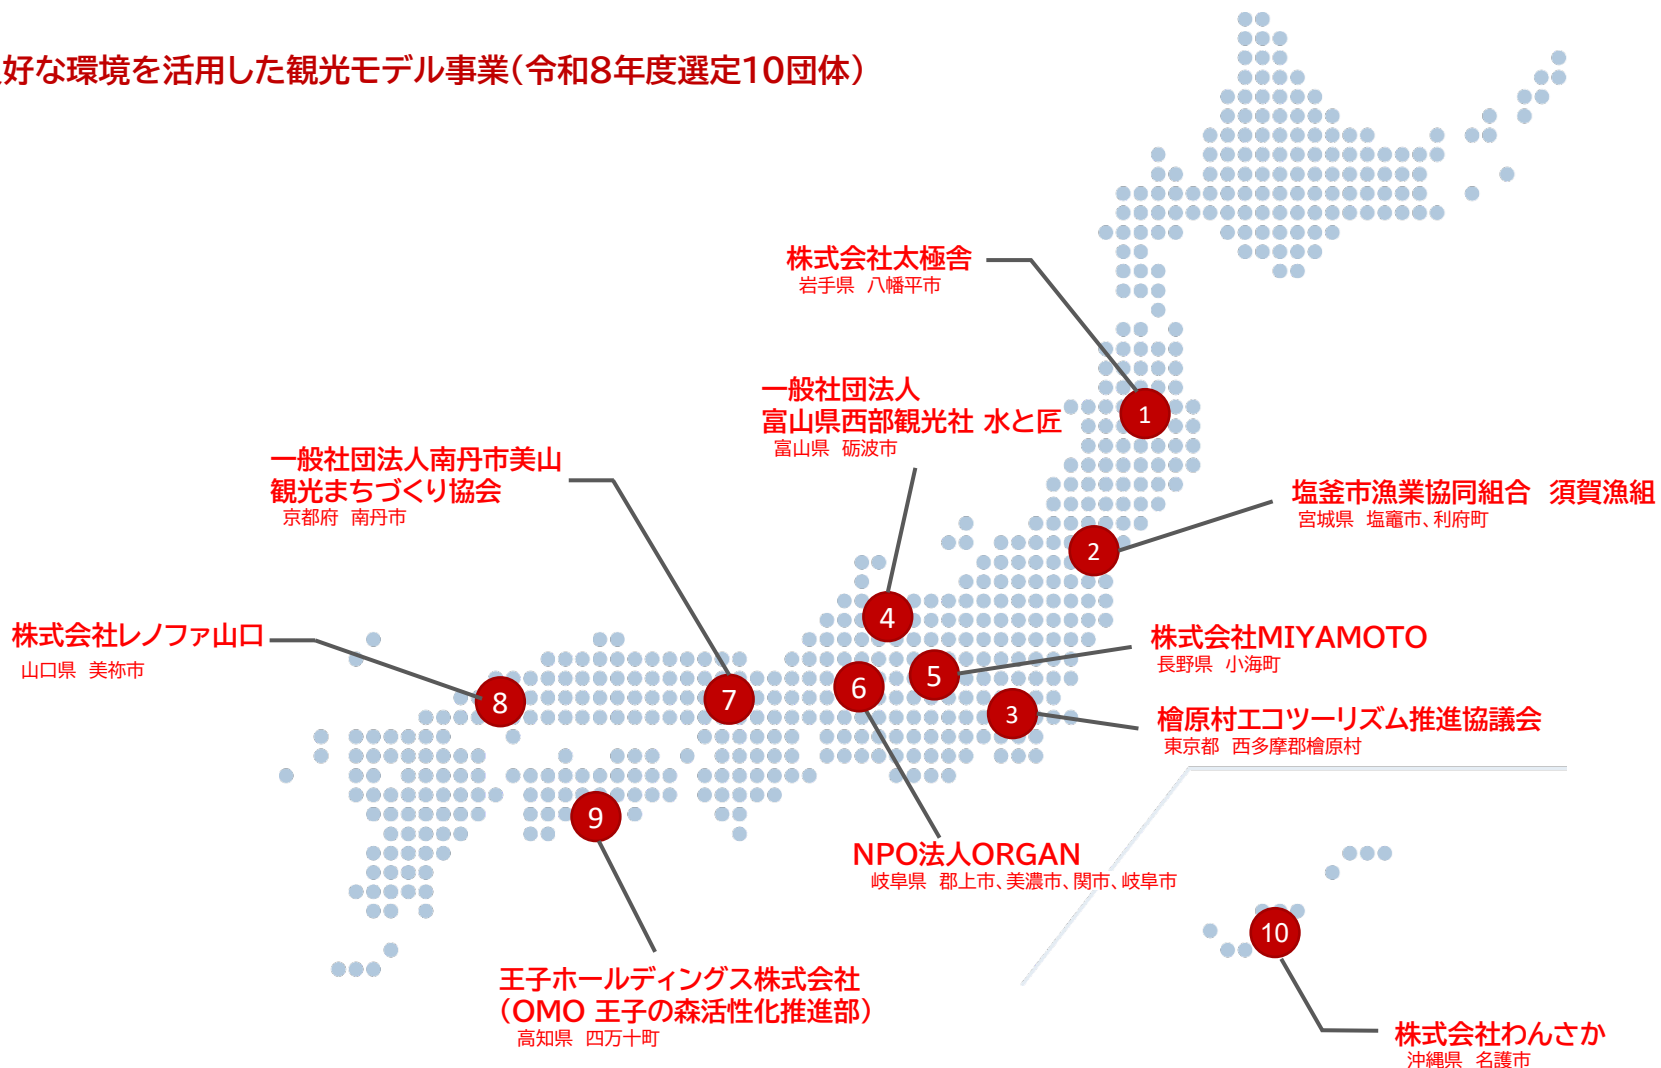 好な環境を活用した観光モデル事業（令和8年度選定10団体）
株式会社太極舎
岩手県　八幡平市
1
一般社団法人
富山県西部観光社 水と匠
富山県　砺波市
一般社団法人南丹市美山
観光まちづくり協会
京都府　南丹市
塩釜市漁業協同組合　須賀漁組
宮城県　塩竈市、利府町
2
4
株式会社レノファ山口
山口県　美祢市
株式会社MIYAMOTO
長野県　小海町
5
6
7
8
3
檜原村エコツーリズム推進協議会
東京都　西多摩郡檜原村
9
NPO法人ORGAN
岐阜県　郡上市、美濃市、関市、岐阜市
10
王子ホールディングス株式会社
（OMO 王子の森活性化推進部）
高知県　四万十町
株式会社わんさか
沖縄県　名護市